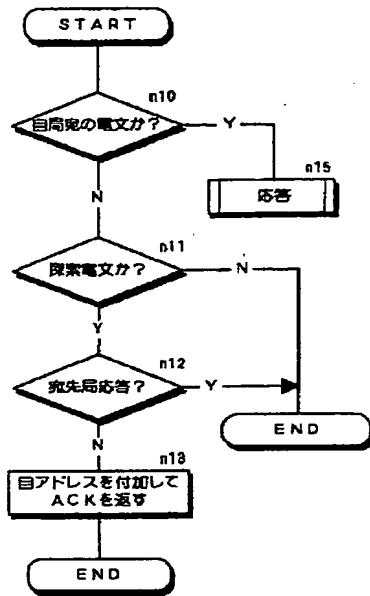 START
n10
自局宛の電文か？
Y
n15
応答
N
n11
探索電文か？
N
Y
n12
宛先局応答？
Y
N
END
n13
自アドレスを付加して
ACKを返す
END